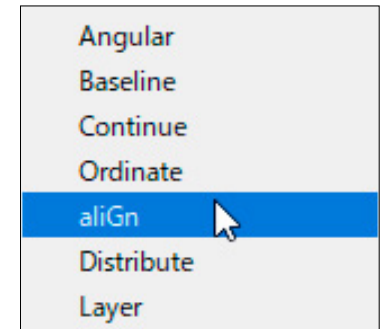 Angular
Baseline
Continue
Ordinate
aliGn
Distribute
Layer